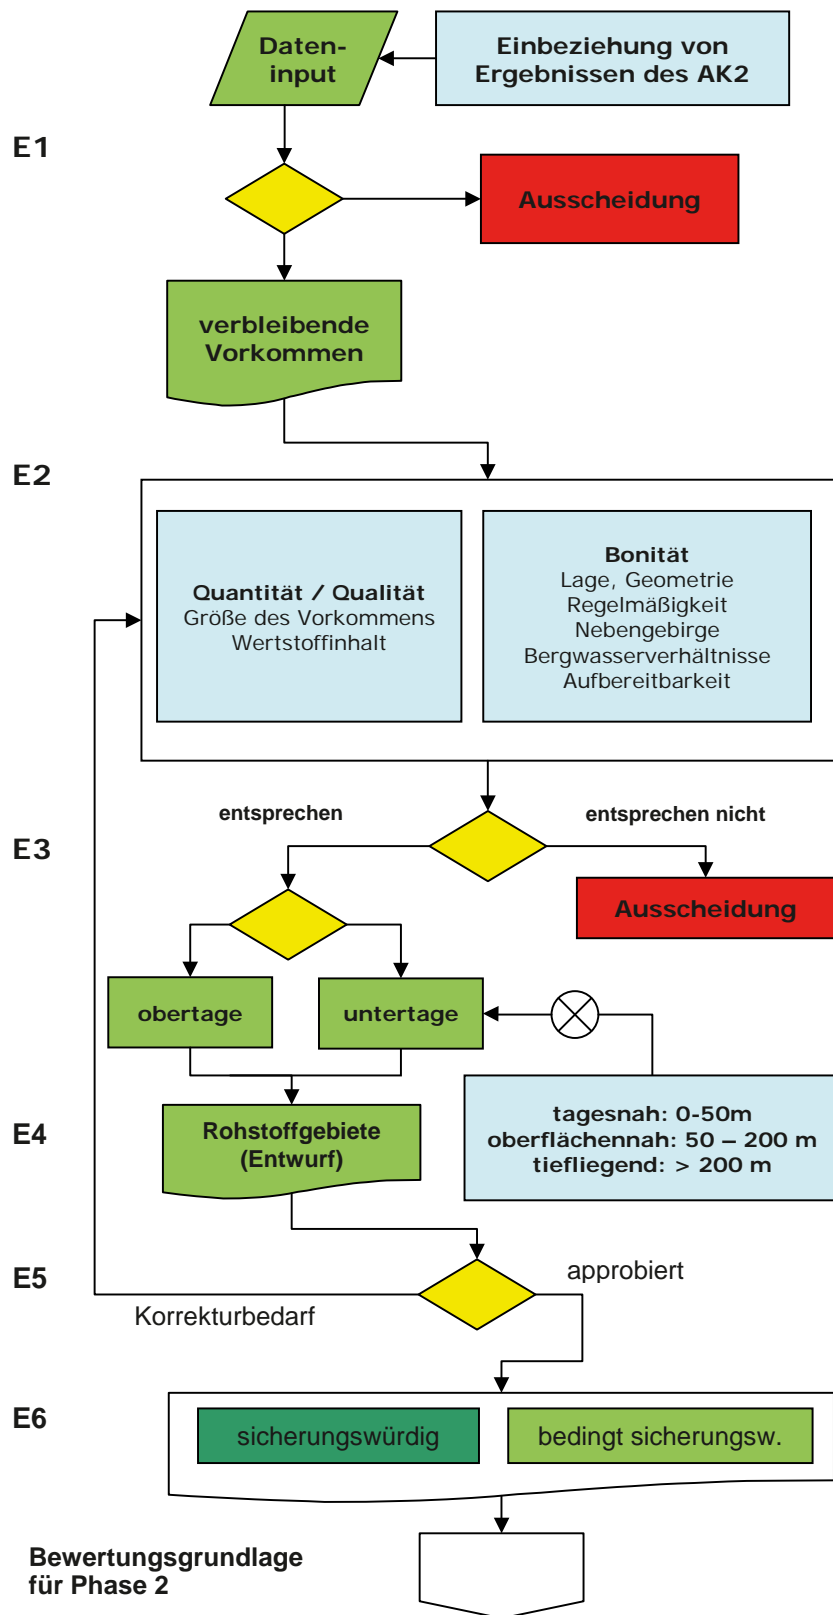 Daten-
input
Einbeziehung von
Ergebnissen des AK2
E1
Ausscheidung
verbleibende
Vorkommen
E2
Quantität / Qualität
Größe des Vorkommens
Wertstoffinhalt
Bonität
Lage, Geometrie
Regelmäßigkeit
Nebengebirge
Bergwasserverhältnisse
Aufbereitbarkeit
entsprechen
entsprechen nicht
E3
Ausscheidung
obertage
untertage
E4
Rohstoffgebiete
(Entwurf)
tagesnah: 0-50m
oberflächennah: 50 – 200 m
tiefliegend: > 200 m
E5
approbiert
Korrekturbedarf
E6
sicherungswürdig
bedingt sicherungsw.
Bewertungsgrundlage
für Phase 2